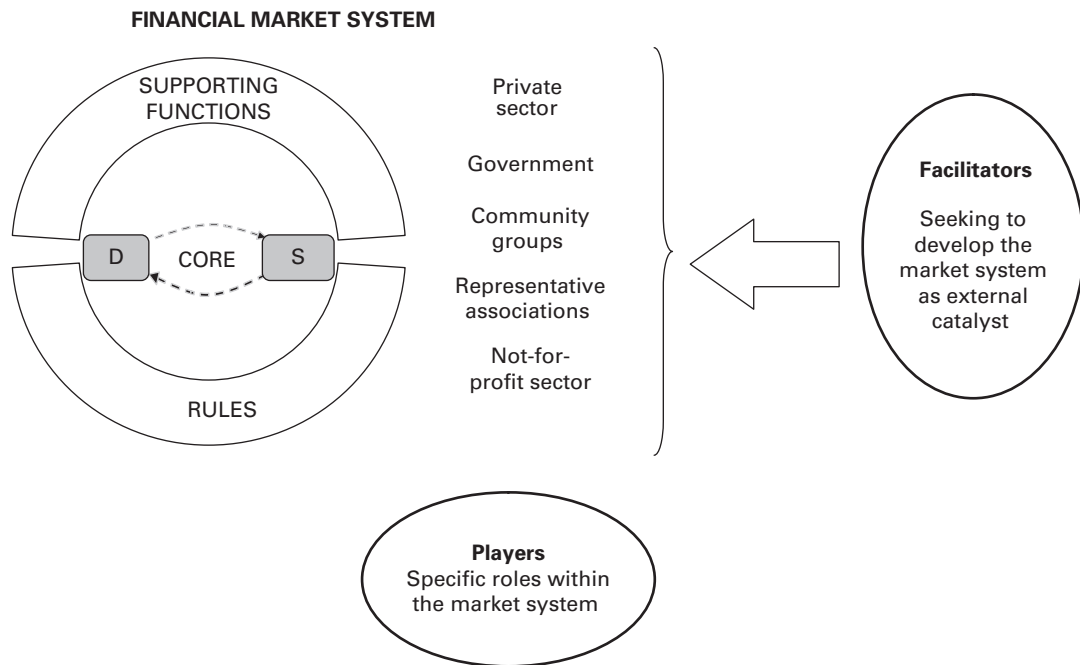 FINANCIAL MARKET SYSTEM
SUPPORTING
FUNCTIONS
D
CORE
S
RULES
Private
sector
Government
Community
groups
Representative
associations
Not-for-
profit sector
Facilitators
Seeking to
develop the
market system
as external
catalyst
Players
Specific roles within
the market system